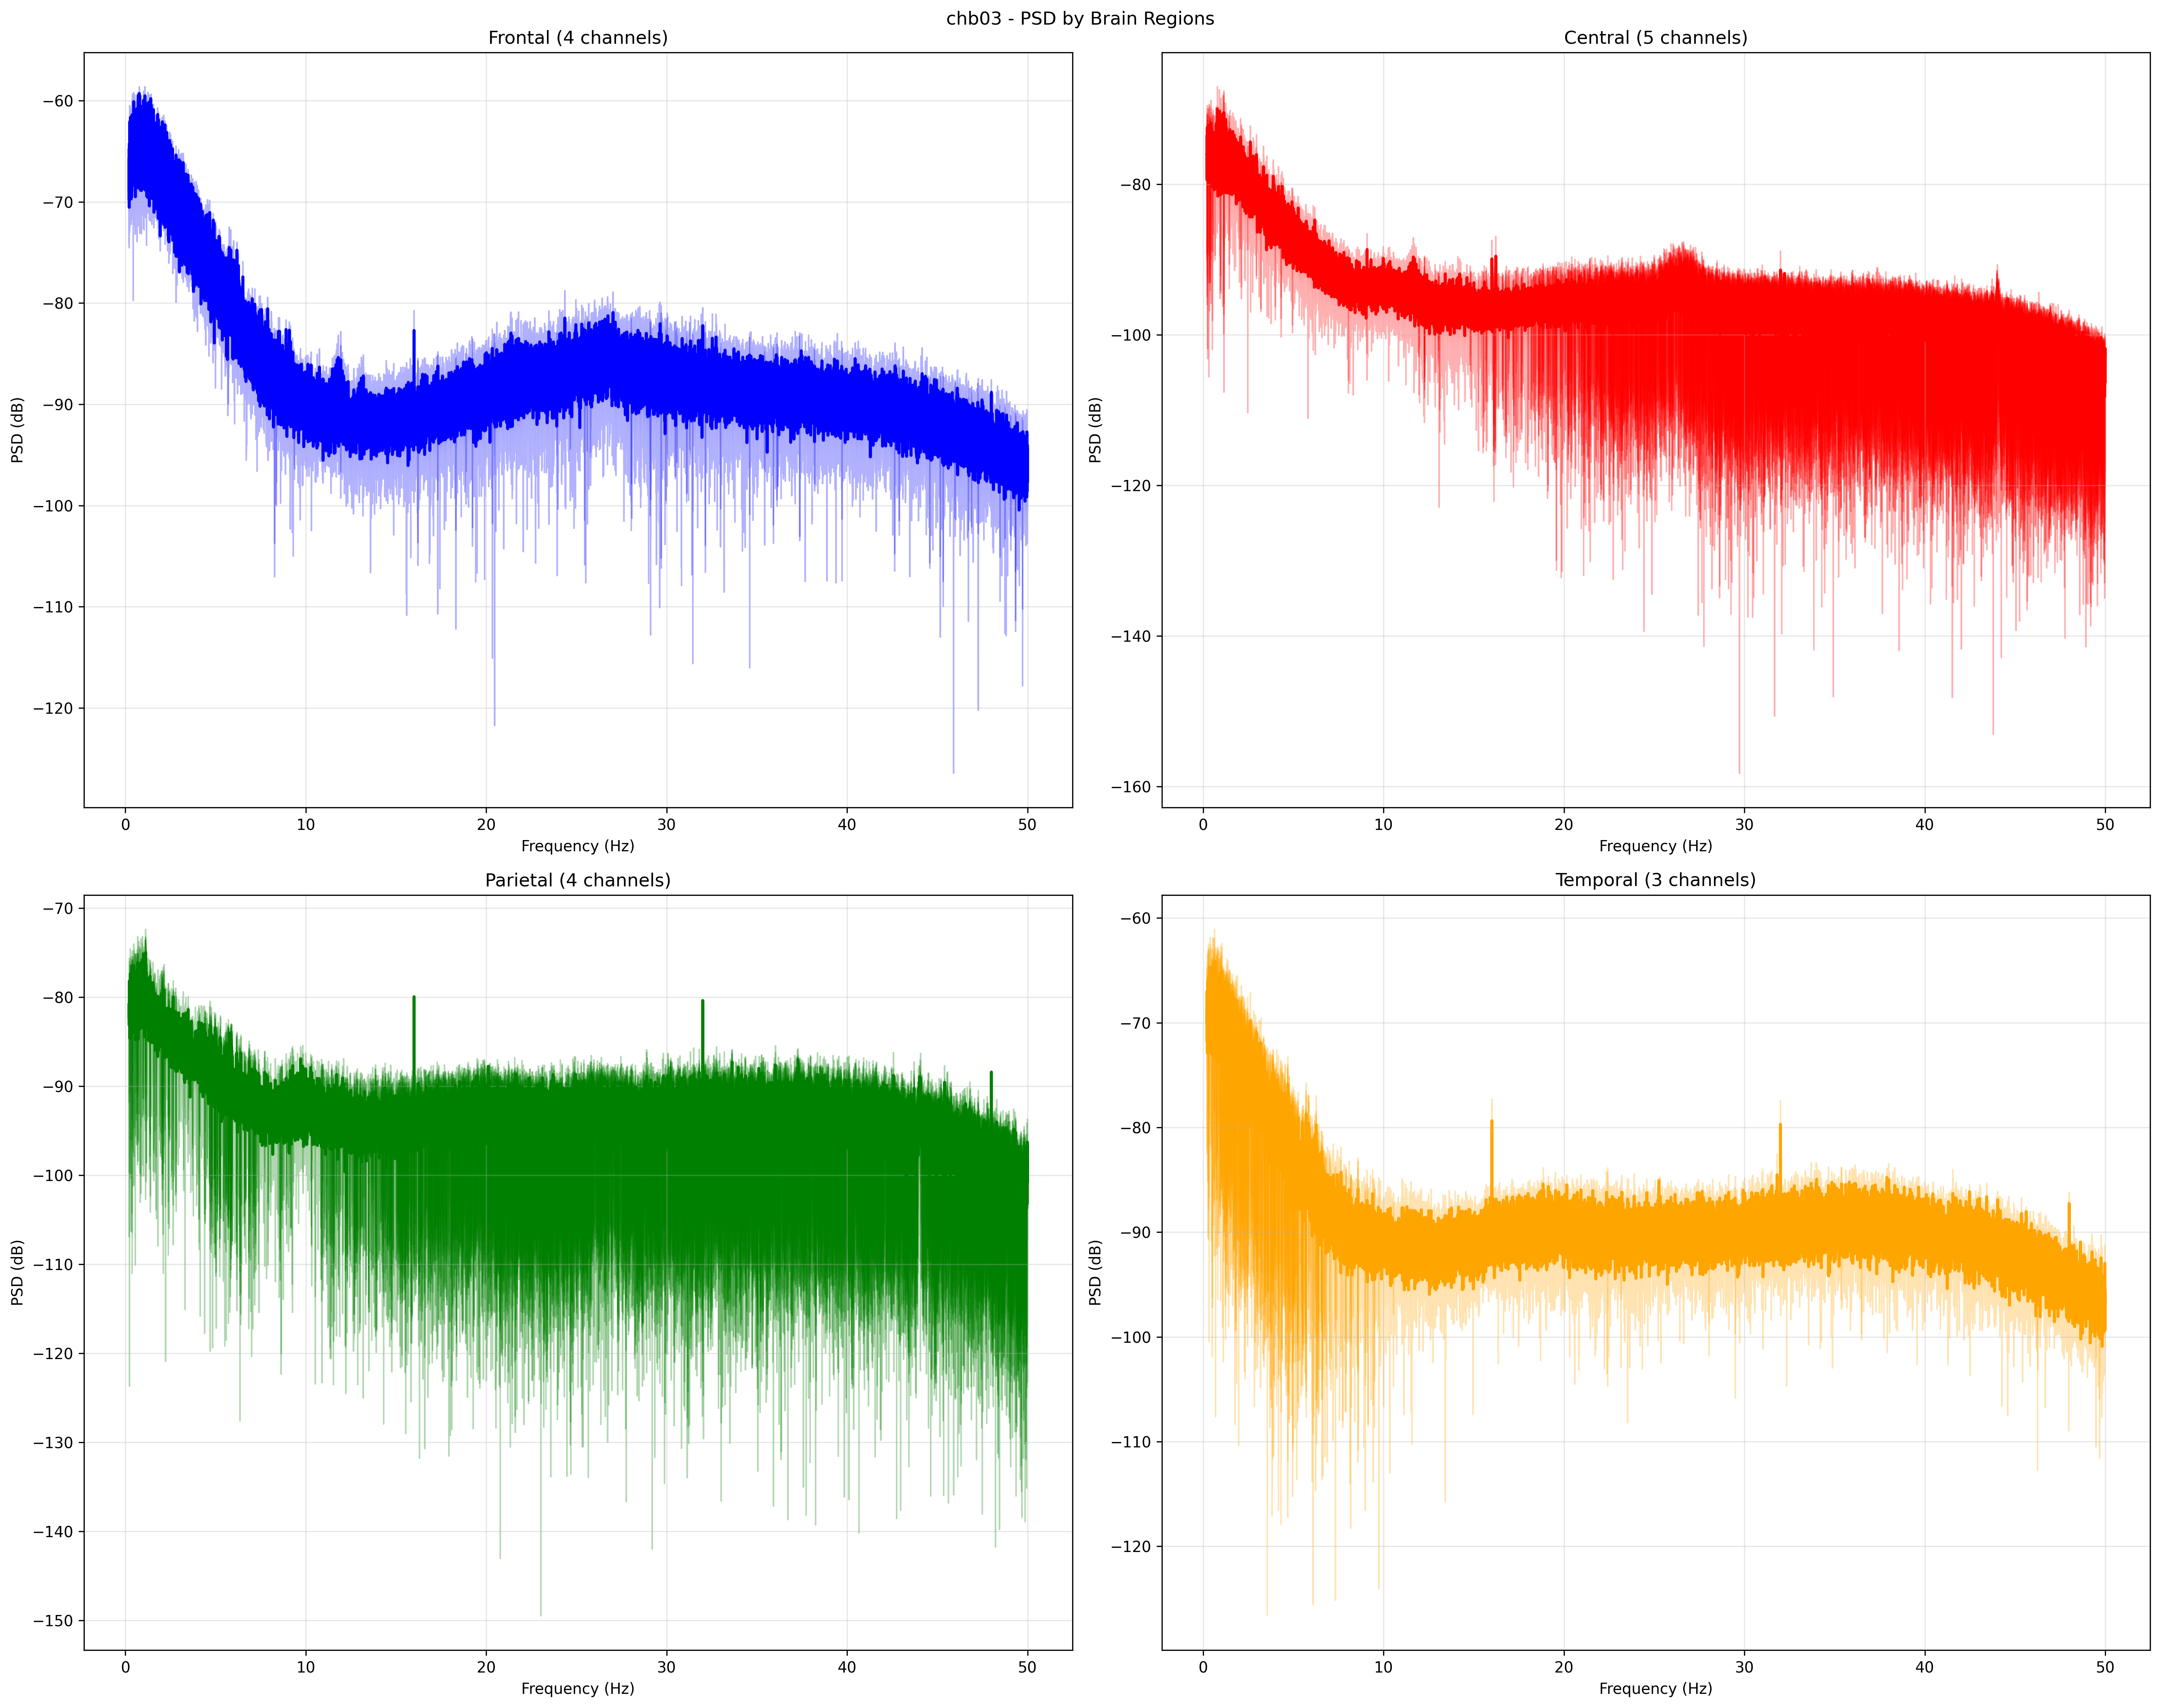 chb03 - PSD by Brain Regions
Frontal (4 channels)
−60
−70
−80
−90
−100
−110
−120
PSD (dB)
0 10 20 30 40 50
Frequency (Hz)
Central (5 channels)
−80
−100
−120
−140
−160
PSD (dB)
0 10 20 30 40 50
Frequency (Hz)
Parietal (4 channels)
−70
−80
−90
−100
−110
−120
−130
−140
−150
PSD (dB)
0 10 20 30 40 50
Frequency (Hz)
Temporal (3 channels)
−60
−70
−80
−90
−100
−110
−120
PSD (dB)
0 10 20 30 40 50
Frequency (Hz)